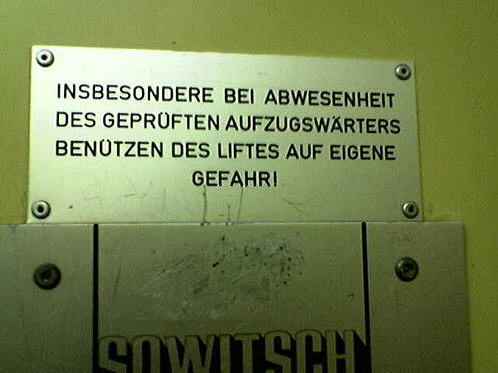 INSBESONDERE BEI ABWESENHEIT
DES GEPRÜFTEN AUFZUGSWÄRTERS
BENÜTZEN DES LIFTES AUF EIGENE
GEFAHR!
SOWITSCH